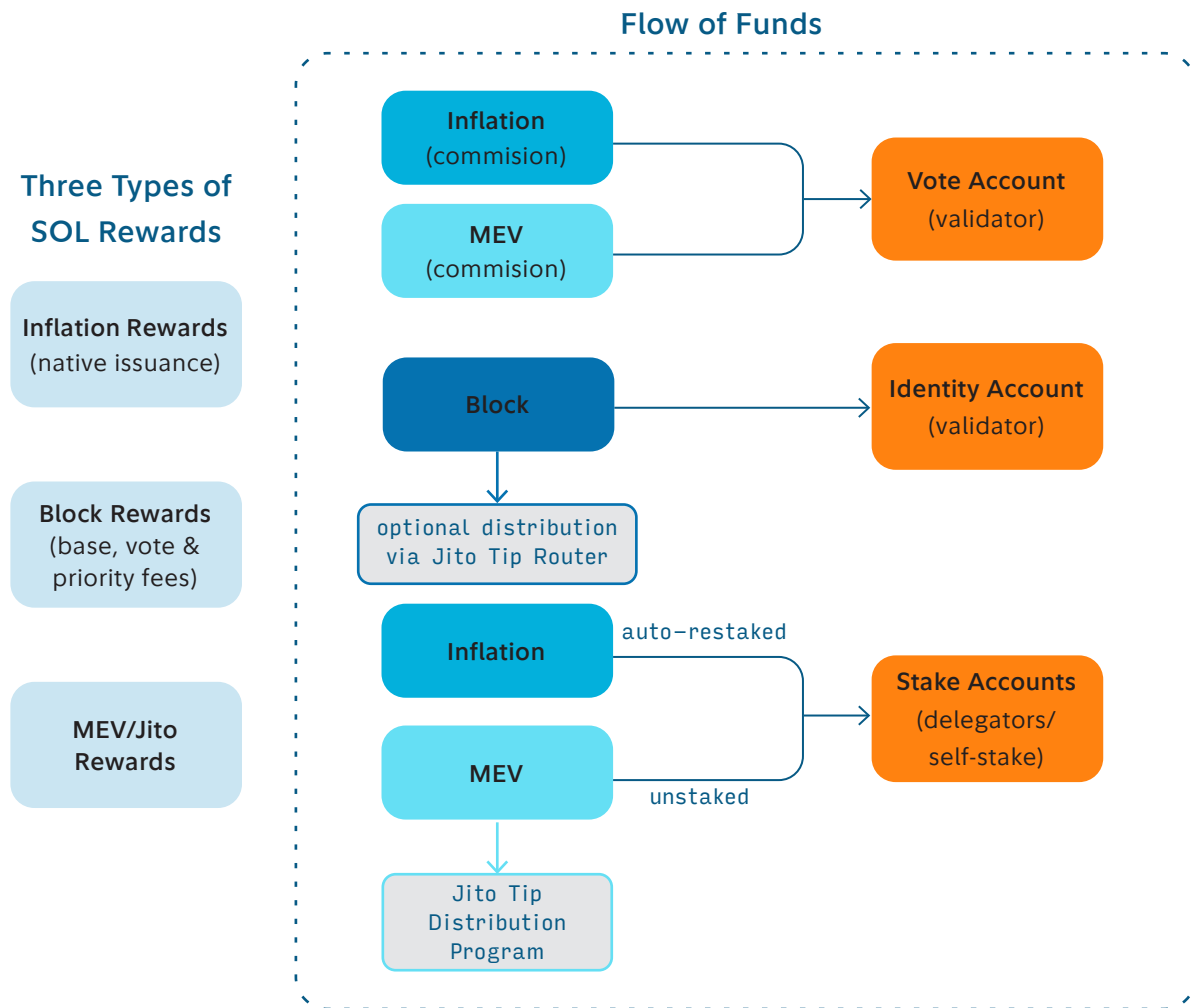 Flow of Funds
Three Types of
SOL Rewards
Inflation Rewards
(native issuance)
Block Rewards
(base, vote &
priority fees)
MEV/Jito
Rewards
Inflation
(commision)
MEV
(commision)
Vote Account
(validator)
Block
Identity Account
(validator)
optional distribution
via Jito Tip Router
Inflation
auto-restaked
MEV
unstaked
Stake Accounts
(delegators/
self-stake)
Jito Tip
Distribution
Program